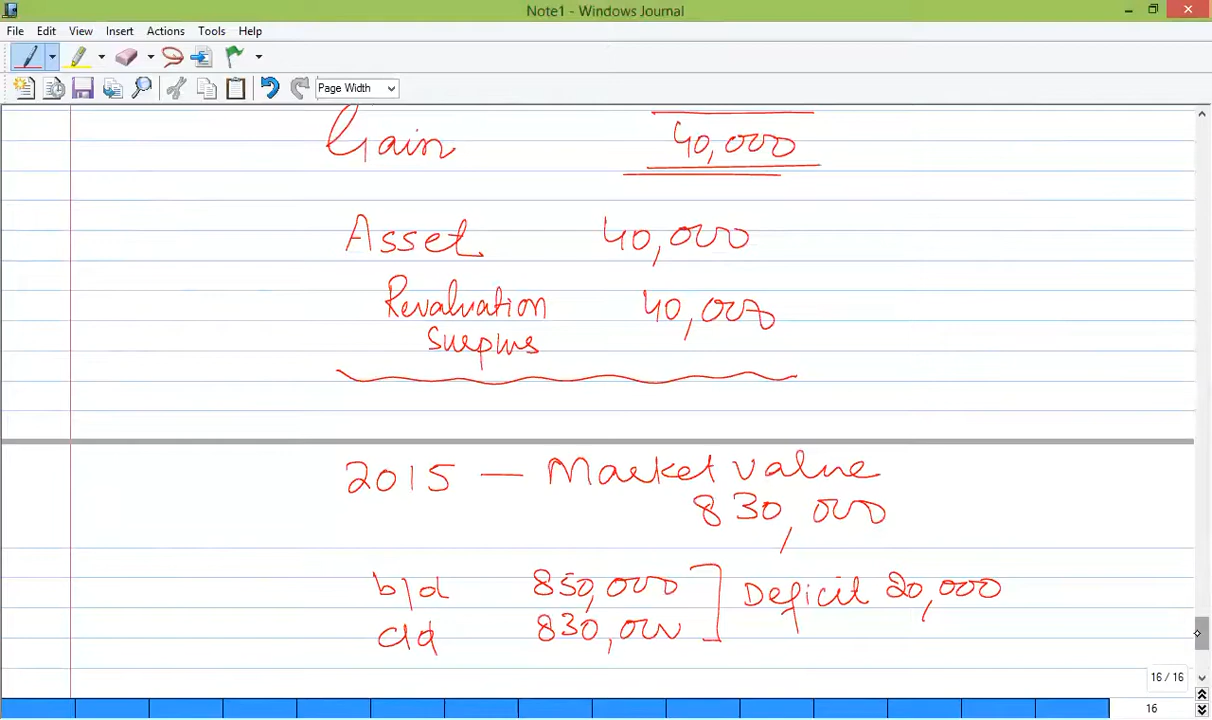 Note1 - Windows Journal
File Edit View Insert Actions Tools Help
Page Width
Gain 40,000
Asset 40,000
Revaluation 40,000
Surplus
2015 — Market value
830,000
b/d 850,000
Deficit 20,000
c/d 830,000
16 / 16
16